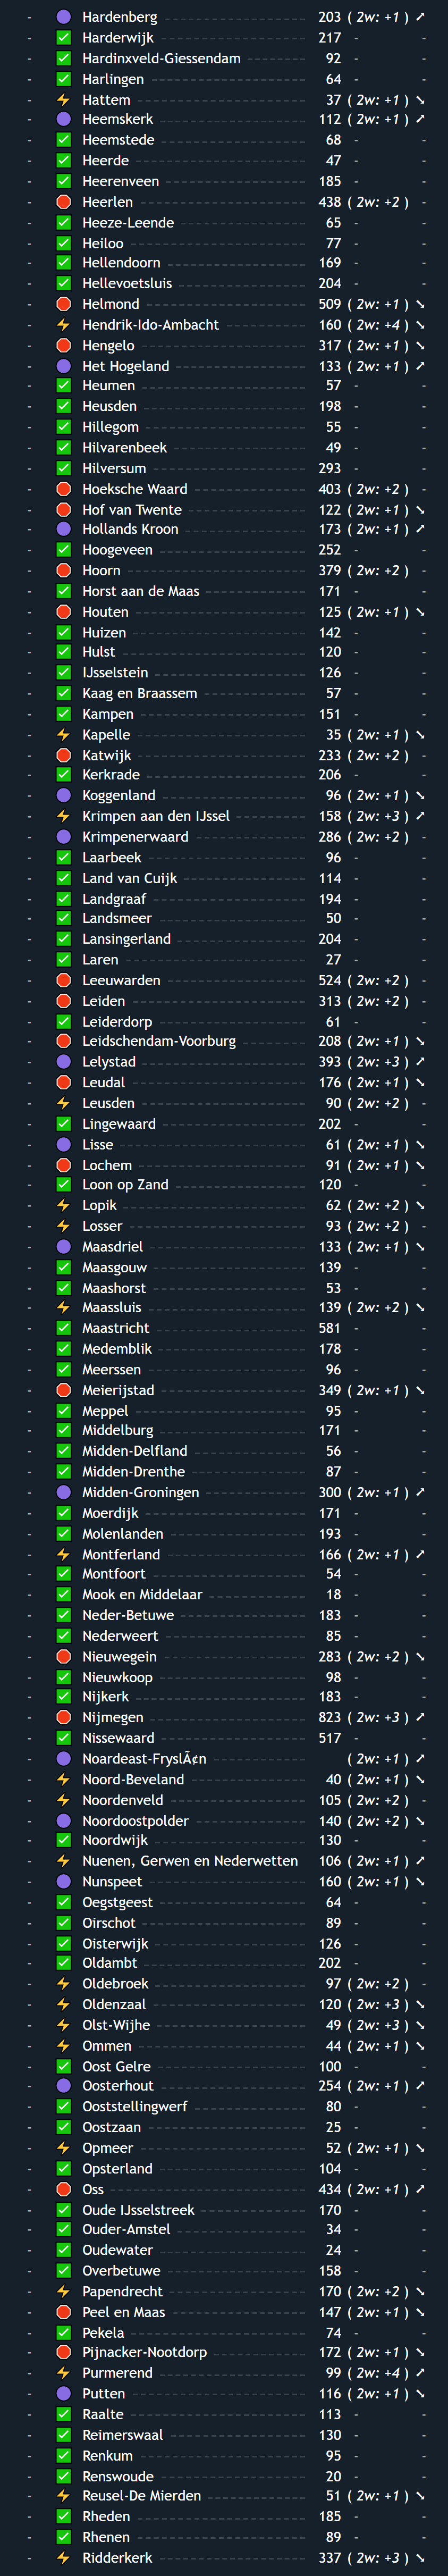 - 🟣 Hardenberg 203 ( 2w: +1 ) ➚
- ✅ Harderwijk 217 - -
- ✅ Hardinxveld-Giessendam 92 - -
- ✅ Harlingen 64 - -
- ⚡ Hattem 37 ( 2w: +1 ) ➘
- 🟣 Heemskerk 112 ( 2w: +1 ) ➚
- ✅ Heemstede 68 - -
- ✅ Heerde 47 - -
- ✅ Heerenveen 185 - -
- 🛑 Heerlen 438 ( 2w: +2 ) -
- ✅ Heeze-Leende 65 - -
- ✅ Heiloo 77 - -
- ✅ Hellendoorn 169 - -
- ✅ Hellevoetsluis 204 - -
- 🛑 Helmond 509 ( 2w: +1 ) ➘
- ⚡ Hendrik-Ido-Ambacht 160 ( 2w: +4 ) ➘
- 🛑 Hengelo 317 ( 2w: +1 ) ➘
- 🟣 Het Hogeland 133 ( 2w: +1 ) ➚
- ✅ Heumen 57 - -
- ✅ Heusden 198 - -
- ✅ Hillegom 55 - -
- ✅ Hilvarenbeek 49 - -
- ✅ Hilversum 293 - -
- 🛑 Hoeksche Waard 403 ( 2w: +2 ) -
- 🛑 Hof van Twente 122 ( 2w: +1 ) ➘
- 🟣 Hollands Kroon 173 ( 2w: +1 ) ➚
- ✅ Hoogeveen 252 - -
- 🛑 Hoorn 379 ( 2w: +2 ) -
- ✅ Horst aan de Maas 171 - -
- 🛑 Houten 125 ( 2w: +1 ) ➘
- ✅ Huizen 142 - -
- ✅ Hulst 120 - -
- ✅ IJsselstein 126 - -
- ✅ Kaag en Braassem 57 - -
- ✅ Kampen 151 - -
- ⚡ Kapelle 35 ( 2w: +1 ) ➘
- 🛑 Katwijk 233 ( 2w: +2 ) -
- ✅ Kerkrade 206 - -
- 🟣 Koggenland 96 ( 2w: +1 ) ➘
- ⚡ Krimpen aan den IJssel 158 ( 2w: +3 ) ➚
- 🟣 Krimpenerwaard 286 ( 2w: +2 ) -
- ✅ Laarbeek 96 - -
- ✅ Land van Cuijk 114 - -
- ✅ Landgraaf 194 - -
- ✅ Landsmeer 50 - -
- ✅ Lansingerland 204 - -
- ✅ Laren 27 - -
- 🛑 Leeuwarden 524 ( 2w: +2 ) -
- 🛑 Leiden 313 ( 2w: +2 ) -
- ✅ Leiderdorp 61 - -
- 🛑 Leidschendam-Voorburg 208 ( 2w: +1 ) ➘
- 🟣 Lelystad 393 ( 2w: +3 ) ➚
- 🛑 Leudal 176 ( 2w: +1 ) ➘
- ⚡ Leusden 90 ( 2w: +2 ) -
- ✅ Lingewaard 202 - -
- 🟣 Lisse 61 ( 2w: +1 ) ➘
- 🛑 Lochem 91 ( 2w: +1 ) ➘
- ✅ Loon op Zand 120 - -
- ⚡ Lopik 62 ( 2w: +2 ) ➘
- ⚡ Losser 93 ( 2w: +2 ) -
- 🟣 Maasdriel 133 ( 2w: +1 ) ➘
- ✅ Maasgouw 139 - -
- ✅ Maashorst 53 - -
- ⚡ Maassluis 139 ( 2w: +2 ) ➘
- ✅ Maastricht 581 - -
- ✅ Medemblik 178 - -
- ✅ Meerssen 96 - -
- 🛑 Meierijstad 349 ( 2w: +1 ) ➘
- ✅ Meppel 95 - -
- ✅ Middelburg 171 - -
- ✅ Midden-Delfland 56 - -
- ✅ Midden-Drenthe 87 - -
- 🟣 Midden-Groningen 300 ( 2w: +1 ) ➚
- ✅ Moerdijk 171 - -
- ✅ Molenlanden 193 - -
- ⚡ Montferland 166 ( 2w: +1 ) ➚
- ✅ Montfoort 54 - -
- ✅ Mook en Middelaar 18 - -
- ✅ Neder-Betuwe 183 - -
- ✅ Nederweert 85 - -
- 🛑 Nieuwegein 283 ( 2w: +2 ) ➘
- ✅ Nieuwkoop 98 - -
- ✅ Nijkerk 183 - -
- 🛑 Nijmegen 823 ( 2w: +3 ) ➚
- ✅ Nissewaard 517 - -
- 🟣 Noardeast-FryslÃ¢n ( 2w: +1 ) ➚
- ⚡ Noord-Beveland 40 ( 2w: +1 ) ➘
- ⚡ Noordenveld 105 ( 2w: +2 ) -
- 🟣 Noordoostpolder 140 ( 2w: +2 ) ➘
- ✅ Noordwijk 130 - -
- ⚡ Nuenen, Gerwen en Nederwetten 106 ( 2w: +1 ) ➚
- 🟣 Nunspeet 160 ( 2w: +1 ) ➘
- ✅ Oegstgeest 64 - -
- ✅ Oirschot 89 - -
- ✅ Oisterwijk 126 - -
- ✅ Oldambt 202 - -
- ⚡ Oldebroek 97 ( 2w: +2 ) -
- ⚡ Oldenzaal 120 ( 2w: +3 ) ➘
- ⚡ Olst-Wijhe 49 ( 2w: +3 ) ➘
- ⚡ Ommen 44 ( 2w: +1 ) ➘
- ✅ Oost Gelre 100 - -
- 🟣 Oosterhout 254 ( 2w: +1 ) ➚
- ✅ Ooststellingwerf 80 - -
- ✅ Oostzaan 25 - -
- ⚡ Opmeer 52 ( 2w: +1 ) ➘
- ✅ Opsterland 104 - -
- 🛑 Oss 434 ( 2w: +1 ) ➚
- ✅ Oude IJsselstreek 170 - -
- ✅ Ouder-Amstel 34 - -
- ✅ Oudewater 24 - -
- ✅ Overbetuwe 158 - -
- ⚡ Papendrecht 170 ( 2w: +2 ) ➘
- 🛑 Peel en Maas 147 ( 2w: +1 ) ➘
- ✅ Pekela 74 - -
- 🛑 Pijnacker-Nootdorp 172 ( 2w: +1 ) ➘
- ⚡ Purmerend 99 ( 2w: +4 ) ➚
- 🟣 Putten 116 ( 2w: +1 ) ➘
- ✅ Raalte 113 - -
- ✅ Reimerswaal 130 - -
- ✅ Renkum 95 - -
- ✅ Renswoude 20 - -
- ⚡ Reusel-De Mierden 51 ( 2w: +1 ) ➘
- ✅ Rheden 185 - -
- ✅ Rhenen 89 - -
- ⚡ Ridderkerk 337 ( 2w: +3 ) ➘